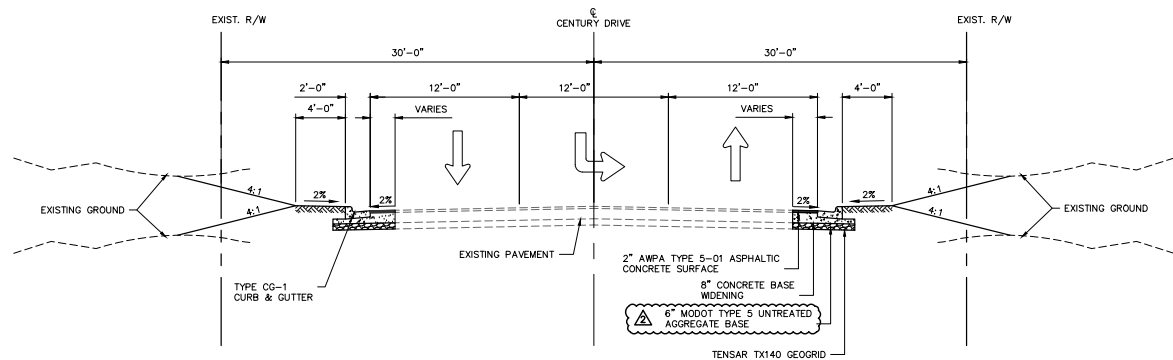 EXIST. R/W
℄
CENTURY DRIVE
EXIST. R/W
30'-0"
30'-0"
2'-0"
12'-0"
12'-0"
12'-0"
4'-0"
4'-0"
VARIES
VARIES
4:1
2%
2%
2%
2%
4:1
EXISTING GROUND
4:1
4:1
EXISTING GROUND
EXISTING PAVEMENT
2" AWPA TYPE 5-01 ASPHALTIC
CONCRETE SURFACE
TYPE CG-1
CURB & GUTTER
8" CONCRETE BASE
WIDENING
2
6" MODOT TYPE 5 UNTREATED
AGGREGATE BASE
TENSAR TX140 GEOGRID